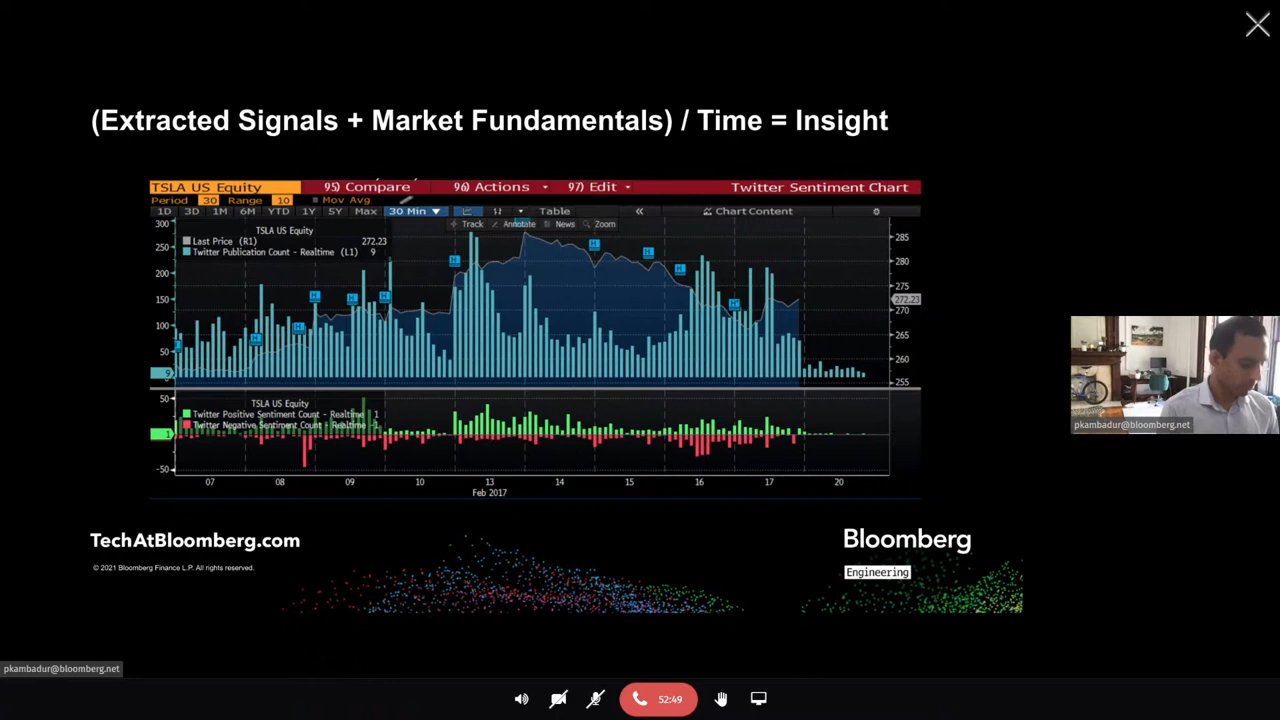 (Extracted Signals + Market Fundamentals) / Time = Insight
TSLA US Equity 95) Compare 96) Actions 97) Edit Twitter Sentiment Chart
Period 30 Range 10 Mov Avg
1D 3D 1M 6M YTD 1Y 5Y Max 30 Min Table « Chart Content
Track Annotate News Zoom
TSLA US Equity
Last Price (R1) 272.23
Twitter Publication Count - Realtime (L1) 9
300
250
200
150
100
50
9
285
280
275
272.23
270
265
260
255
H H H H H H H H H H
TSLA US Equity
Twitter Positive Sentiment Count - Realtime 1
Twitter Negative Sentiment Count - Realtime -1
50
1
-50
07 08 09 10 13 14 15 16 17 20
Feb 2017
TechAtBloomberg.com
© 2021 Bloomberg Finance L.P. All rights reserved.
Bloomberg
Engineering
pkambadur@bloomberg.net
pkambadur@bloomberg.net
52:49